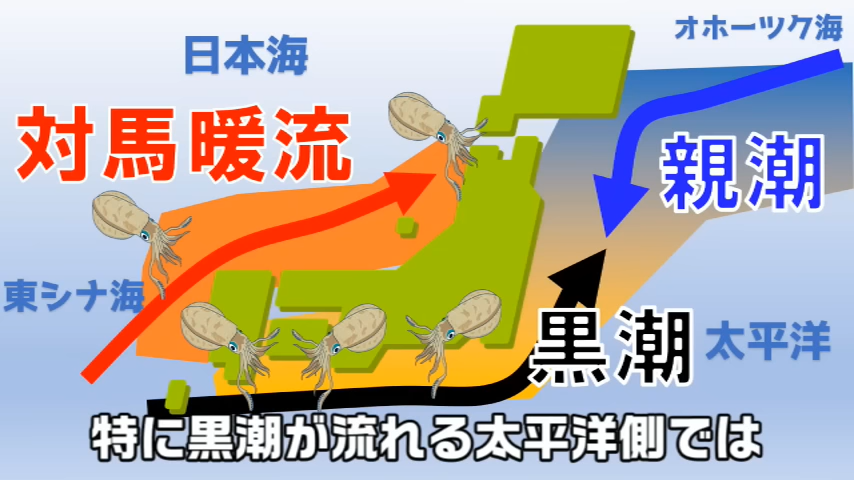 オホーツク海
日本海
対馬暖流
親潮
東シナ海
黒潮
太平洋
特に黒潮が流れる太平洋側では